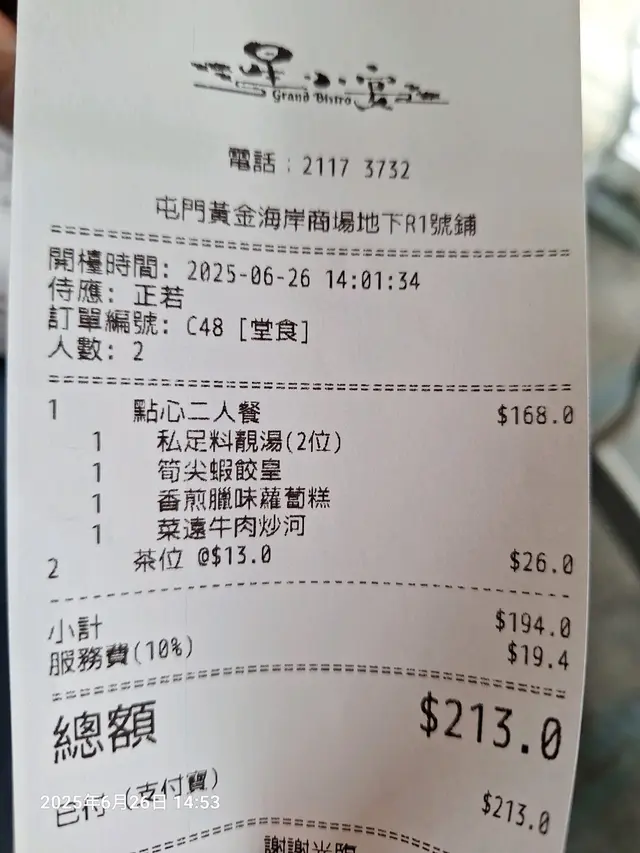 星小宴
Grand Bistro
電話：2117 3732
屯門黃金海岸商場地下R1號鋪
開檯時間: 2025-06-26 14:01:34
侍應: 正若
訂單編號: C48 [堂食]
人數: 2
1 點心二人餐 $168.0
1 私足料靚湯(2位)
1 筍尖蝦餃皇
1 香煎臘味蘿蔔糕
1 菜遠牛肉炒河
2 茶位 @$13.0 $26.0
小計 $194.0
服務費(10%) $19.4
總額 $213.0
已付 (支付寶) $213.0
2025年6月26日 14:53
謝謝光臨